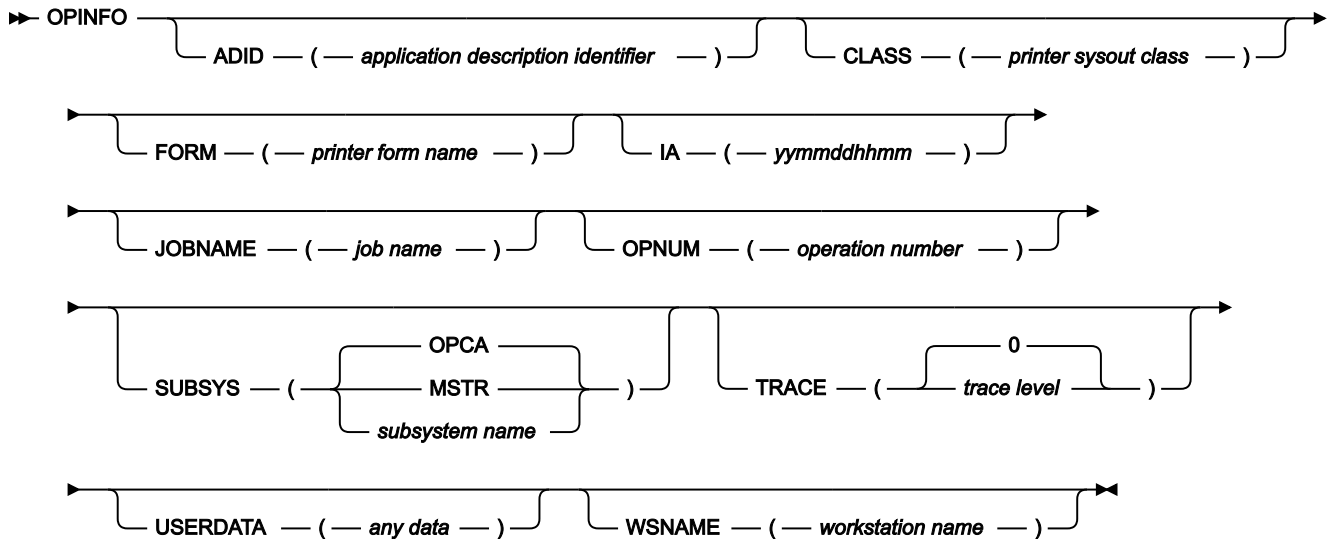 OPINFO
ADID ( application description identifier ) CLASS ( printer sysout class )
FORM ( printer form name ) IA ( yymmddhhmm )
JOBNAME ( job name ) OPNUM ( operation number )
OPCA 0
SUBSYS ( MSTR ) TRACE ( trace level )
subsystem name
USERDATA ( any data ) WSNAME ( workstation name )